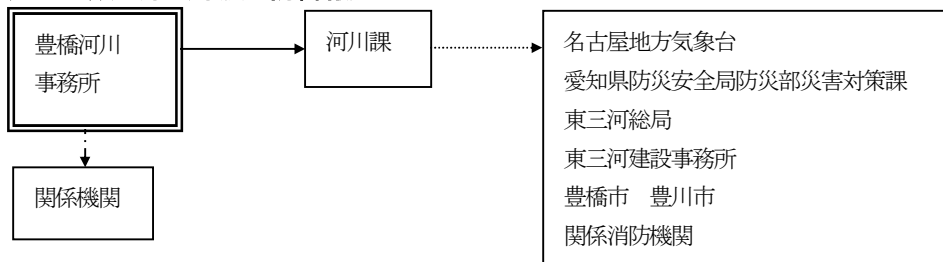 豊橋河川
事務所
河川課
名古屋地方気象台
愛知県防災安全局防災部災害対策課
東三河総局
東三河建設事務所
豊橋市　豊川市
関係消防機関
関係機関